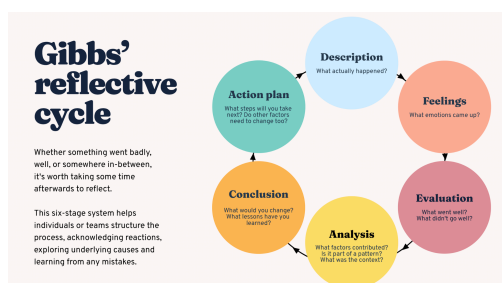 Gibbs’
reflective
cycle
Whether something went badly,
well, or somewhere in-between,
it's worth taking some time
afterwards to reflect.
This six-stage system helps
individuals or teams structure the
process, acknowledging reactions,
exploring underlying causes and
learning from any mistakes.
Description
What actually happened?
Feelings
What emotions came up?
Evaluation
What went well?
What didn't go well?
Analysis
What factors contributed?
Is it part of a pattern?
What was the context?
Conclusion
What would you change?
What lessons have you
learned?
Action plan
What steps will you take
next? Do other factors
need to change too?